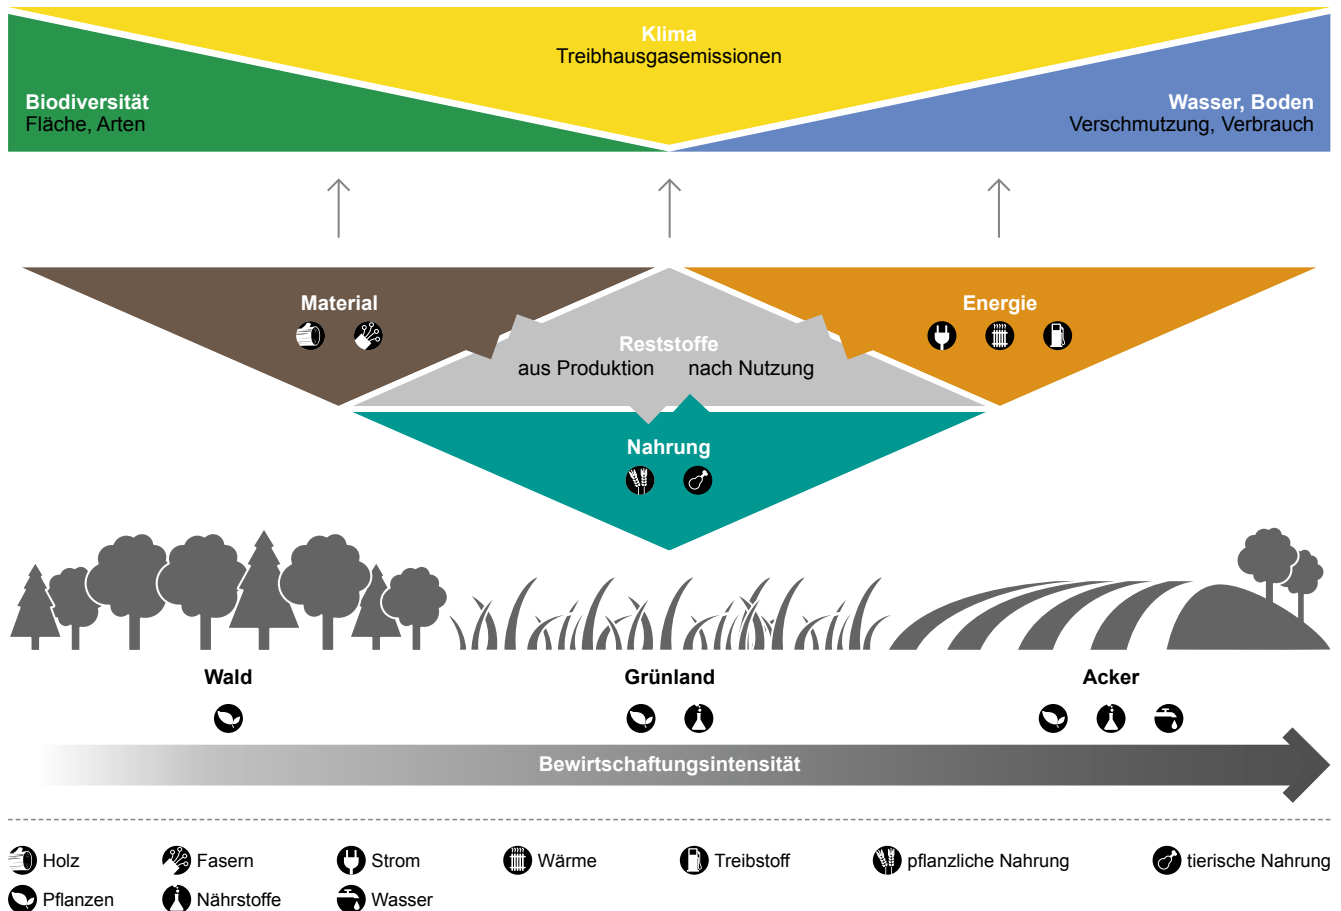 Klima
Treibhausgasemissionen
Biodiversität
Fläche, Arten
Wasser, Boden
Verschmutzung, Verbrauch
Material
Energie
Reststoffe
aus Produktion nach Nutzung
Nahrung
Wald
Grünland
Acker
Bewirtschaftungsintensität
Holz
Fasern
Strom
Wärme
Treibstoff
pflanzliche Nahrung
tierische Nahrung
Pflanzen
Nährstoffe
Wasser